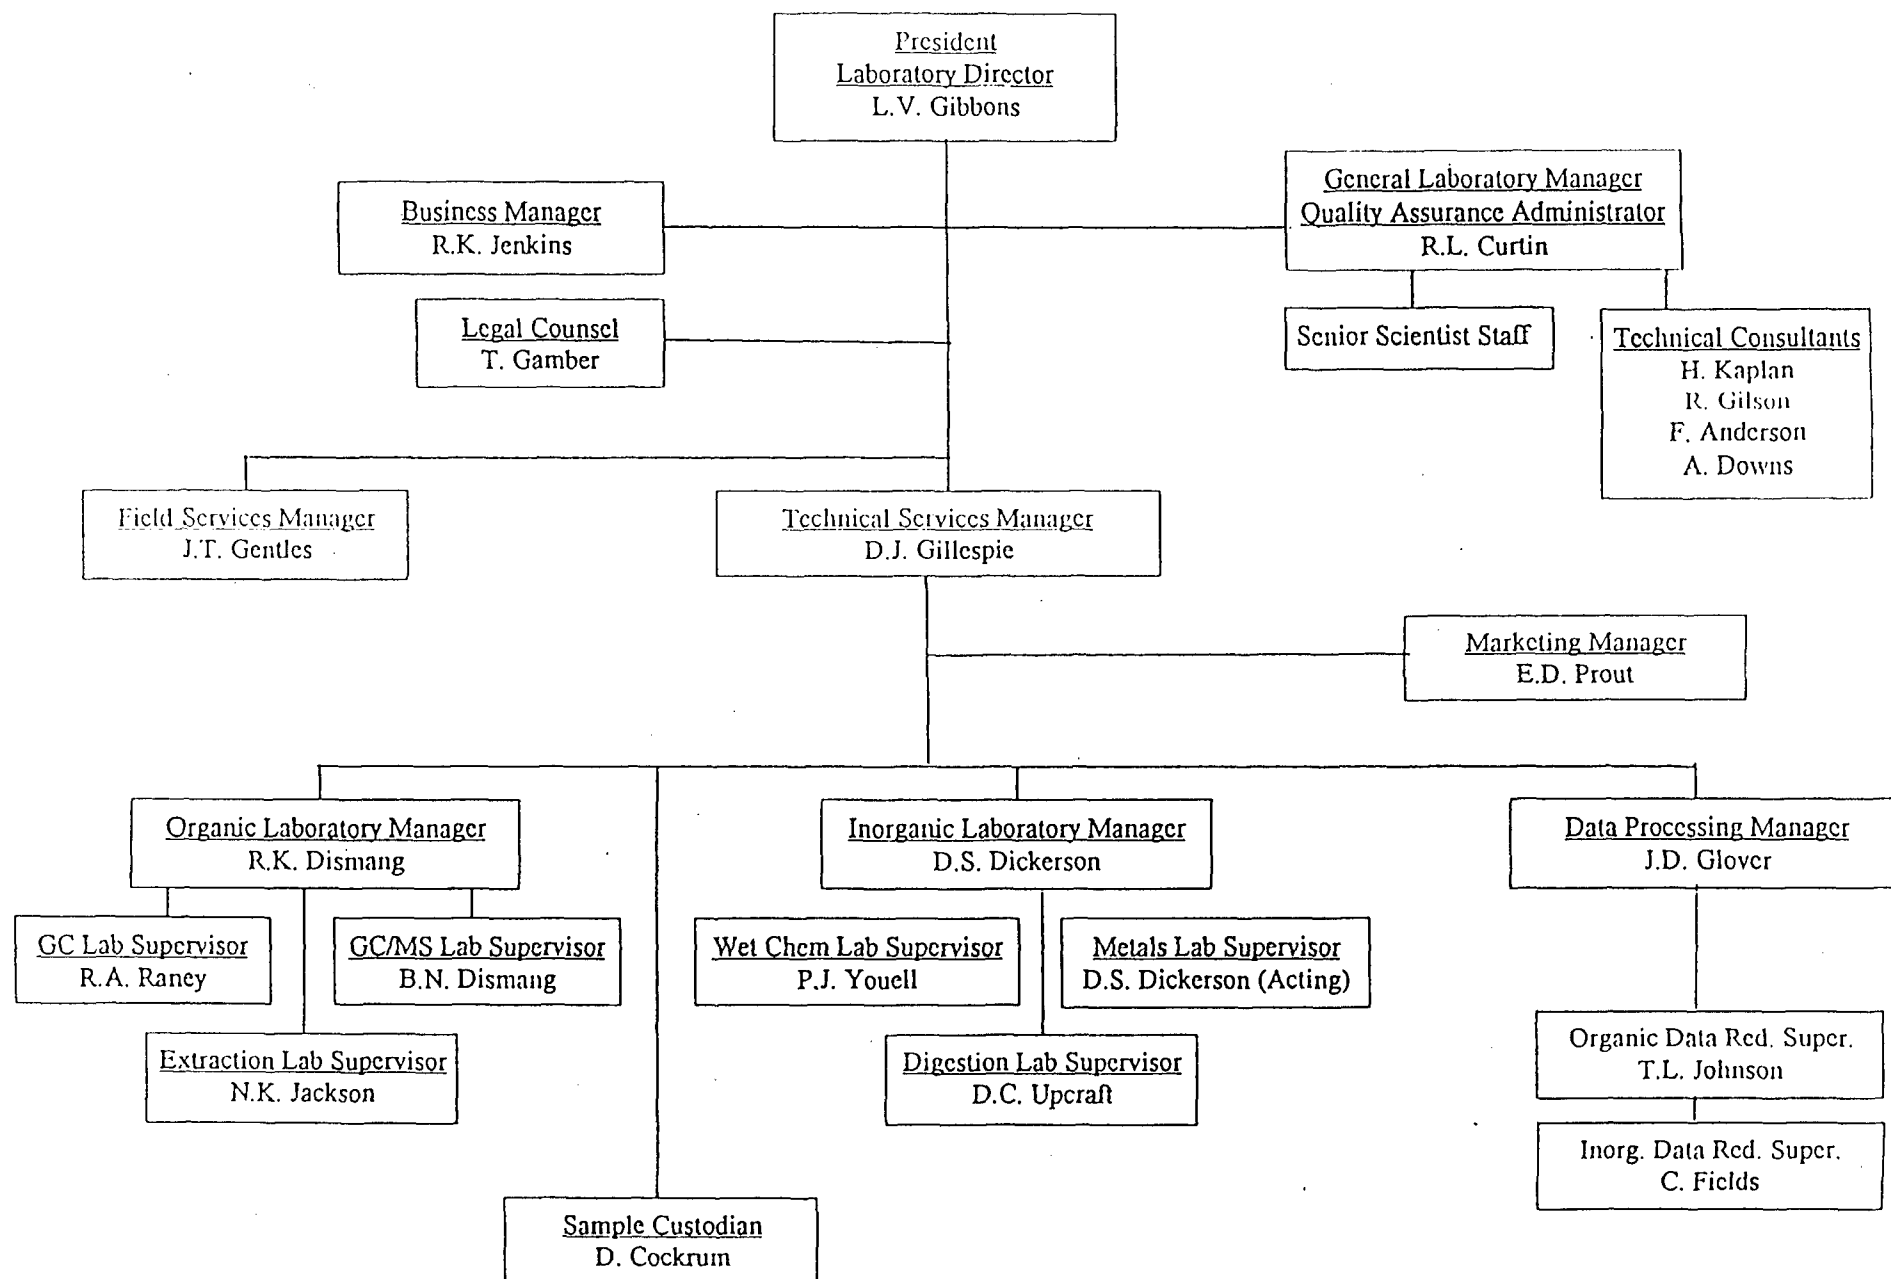 President
Laboratory Director
L.V. Gibbons
General Laboratory Manager
Quality Assurance Administrator
R.L. Curtin
Business Manager
R.K. Jenkins
Legal Counsel
T. Gamber
Senior Scientist Staff
Technical Consultants
H. Kaplan
R. Gilson
F. Anderson
A. Downs
Field Services Manager
J.T. Gentles
Technical Services Manager
D.J. Gillespie
Marketing Manager
E.D. Prout
Organic Laboratory Manager
R.K. Dismang
Inorganic Laboratory Manager
D.S. Dickerson
Data Processing Manager
J.D. Glover
GC Lab Supervisor
R.A. Raney
GC/MS Lab Supervisor
B.N. Dismang
Wet Chem Lab Supervisor
P.J. Youell
Metals Lab Supervisor
D.S. Dickerson (Acting)
Extraction Lab Supervisor
N.K. Jackson
Digestion Lab Supervisor
D.C. Upcraft
Organic Data Red. Super.
T.L. Johnson
Inorg. Data Red. Super.
C. Fields
Sample Custodian
D. Cockrum